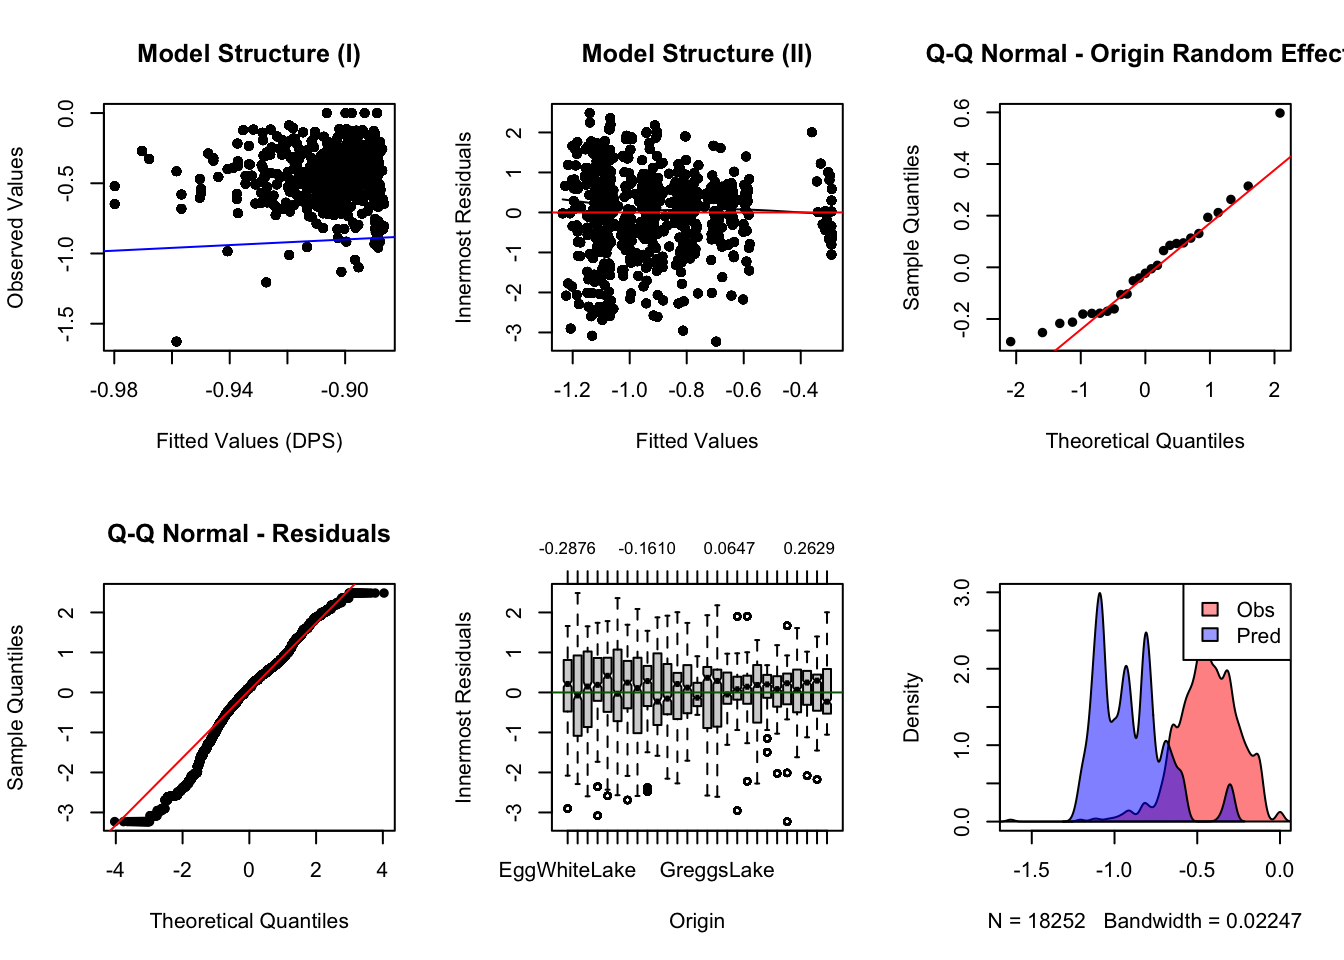 Model Structure (I)
Observed Values
0.0
-0.5
-1.0
-1.5
-0.98
-0.94
-0.90
Fitted Values (DPS)
Model Structure (II)
Innermost Residuals
2
1
0
-1
-2
-3
-1.2
-1.0
-0.8
-0.6
-0.4
Fitted Values
Q-Q Normal - Origin Random Effect
Sample Quantiles
0.6
0.4
0.2
0.0
-0.2
-2
-1
0
1
2
Theoretical Quantiles
Q-Q Normal - Residuals
Sample Quantiles
2
1
0
-1
-2
-3
-4
-2
0
2
4
Theoretical Quantiles
-0.2876
-0.1610
0.0647
0.2629
Innermost Residuals
2
1
0
-1
-2
-3
EggWhiteLake
GreggsLake
Origin
Density
3.0
2.0
1.0
0.0
Obs
Pred
-1.5
-1.0
-0.5
0.0
N = 18252 Bandwidth = 0.02247